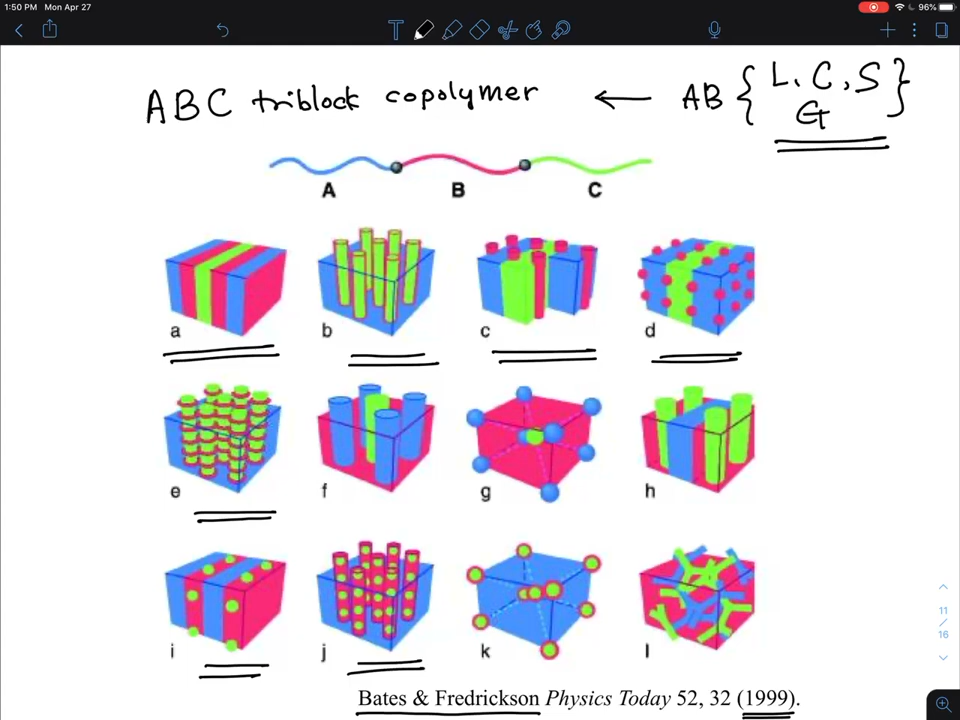 1:50 PM Mon Apr 27
96%
ABC triblock copolymer ← AB { L, C, S
G }
A B C
a b c d
e f g h
i j k l
11
/
16
Bates & Fredrickson Physics Today 52, 32 (1999).